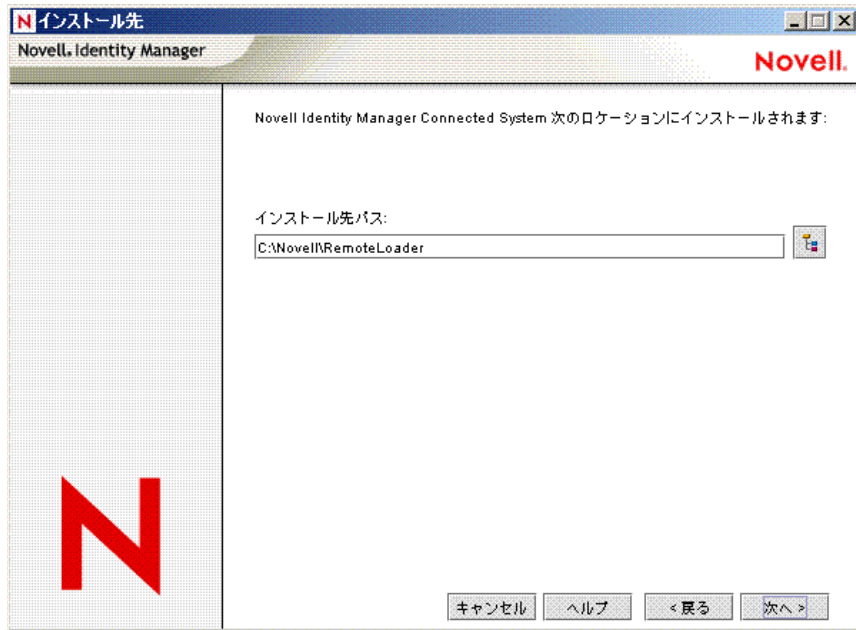 インストール先
Novell. Identity Manager
Novell.
Novell Identity Manager Connected System 次のロケーションにインストールされます:
インストール先パス:
C:\Novell\RemoteLoader
キャンセル ヘルプ < 戻る 次へ >